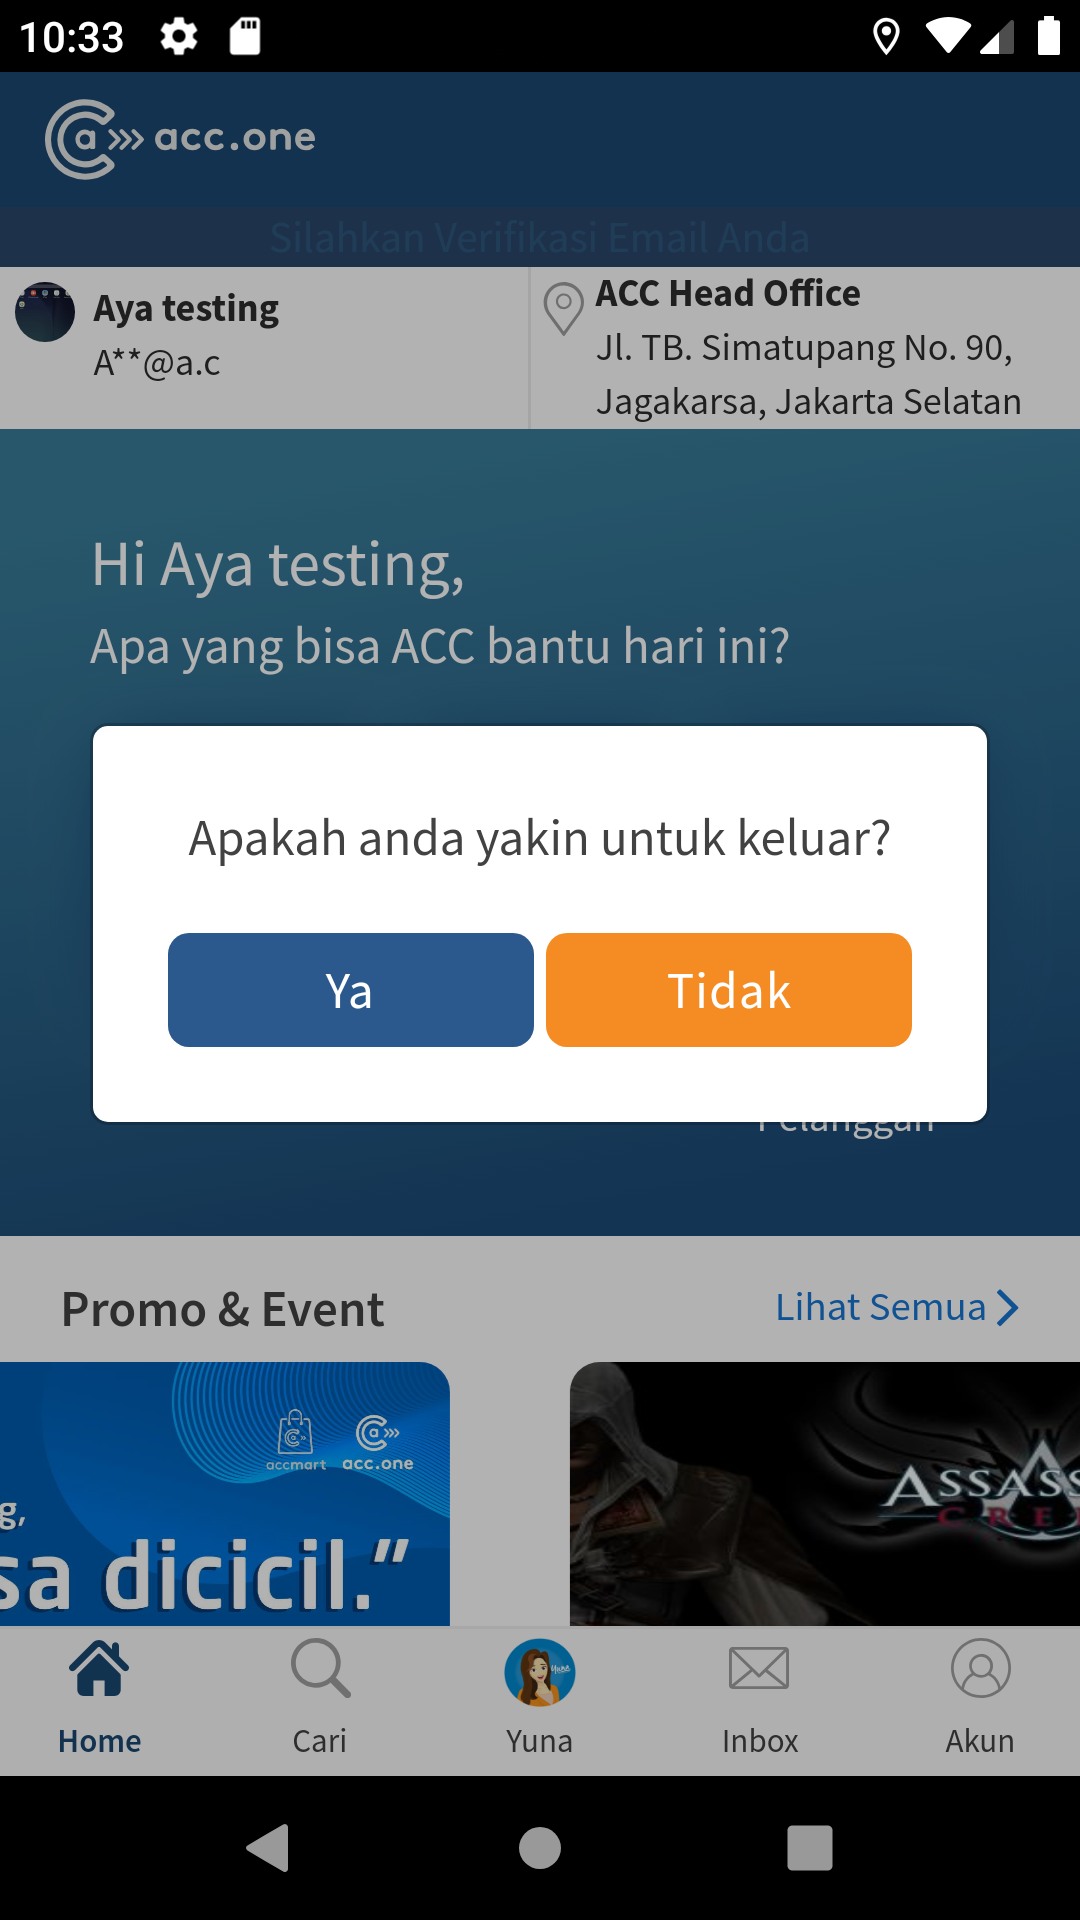 10:33
a acc.one
Silahkan Verifikasi Email Anda
Aya testing
A**@a.c
ACC Head Office
Jl. TB. Simatupang No. 90,
Jagakarsa, Jakarta Selatan
Hi Aya testing,
Apa yang bisa ACC bantu hari ini?
Apakah anda yakin untuk keluar?
Ya
Tidak
Pelanggan
Promo & Event
Lihat Semua
accmart
a acc.one
g,
sa dicicil.”
ASSASS
CREE
Home
Cari
Yuna
Inbox
Akun